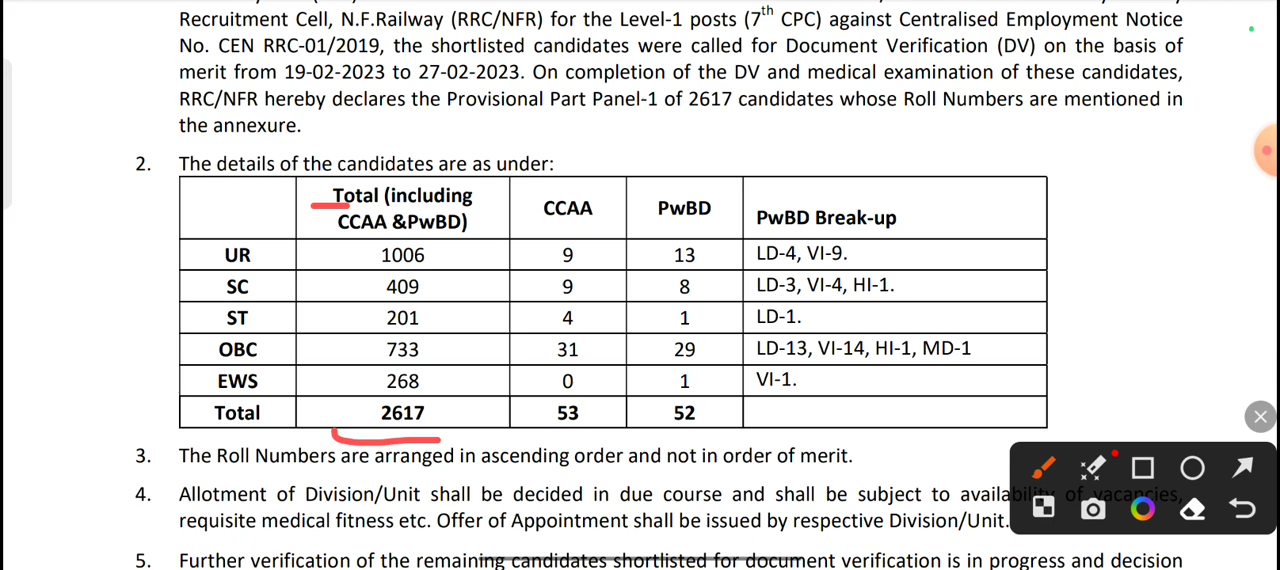 Recruitment Cell, N.F.Railway (RRC/NFR) for the Level-1 posts (7th CPC) against Centralised Employment Notice
No. CEN RRC-01/2019, the shortlisted candidates were called for Document Verification (DV) on the basis of
merit from 19-02-2023 to 27-02-2023. On completion of the DV and medical examination of these candidates,
RRC/NFR hereby declares the Provisional Part Panel-1 of 2617 candidates whose Roll Numbers are mentioned in
the annexure.
2. The details of the candidates are as under:
Total (including CCAA &PwBD) CCAA PwBD PwBD Break-up
UR 1006 9 13 LD-4, VI-9.
SC 409 9 8 LD-3, VI-4, HI-1.
ST 201 4 1 LD-1.
OBC 733 31 29 LD-13, VI-14, HI-1, MD-1
EWS 268 0 1 VI-1.
Total 2617 53 52
3. The Roll Numbers are arranged in ascending order and not in order of merit.
4. Allotment of Division/Unit shall be decided in due course and shall be subject to availability of vacancies,
requisite medical fitness etc. Offer of Appointment shall be issued by respective Division/Unit.
5. Further verification of the remaining candidates shortlisted for document verification is in progress and decision